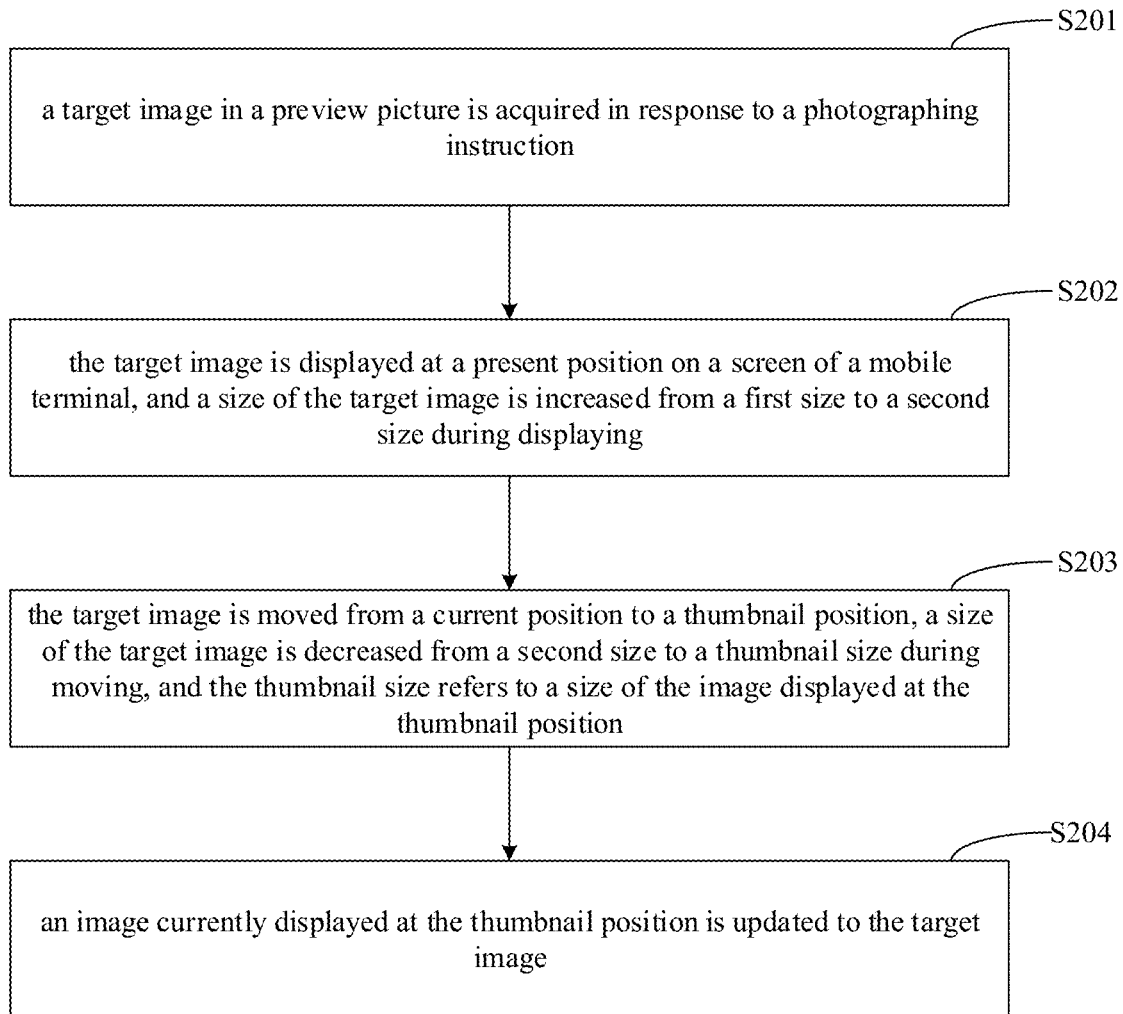 S201
a target image in a preview picture is acquired in response to a photographing
instruction
S202
the target image is displayed at a present position on a screen of a mobile
terminal, and a size of the target image is increased from a first size to a second
size during displaying
S203
the target image is moved from a current position to a thumbnail position, a size
of the target image is decreased from a second size to a thumbnail size during
moving, and the thumbnail size refers to a size of the image displayed at the
thumbnail position
S204
an image currently displayed at the thumbnail position is updated to the target
image